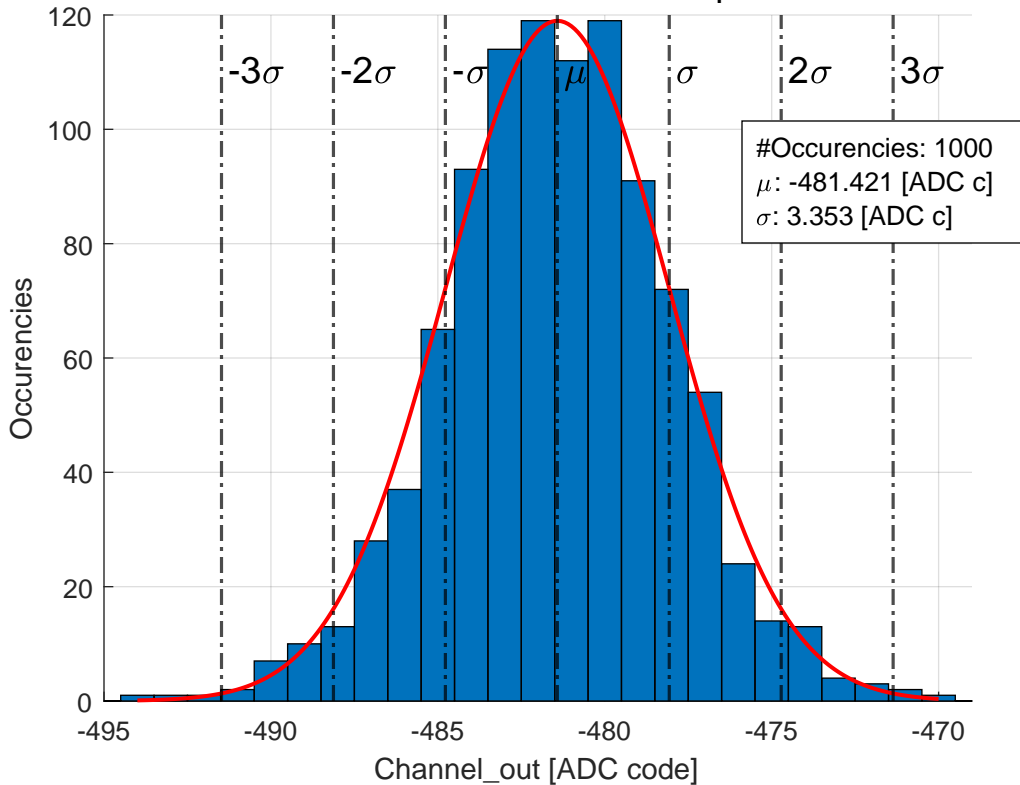 120
100
80
60
40
20
0
-3σ
-2σ
-σ
μ
σ
2σ
3σ
#Occurencies: 1000
μ: -481.421 [ADC c]
σ: 3.353 [ADC c]
Occurencies
-495
-490
-485
-480
-475
-470
Channel_out [ADC code]